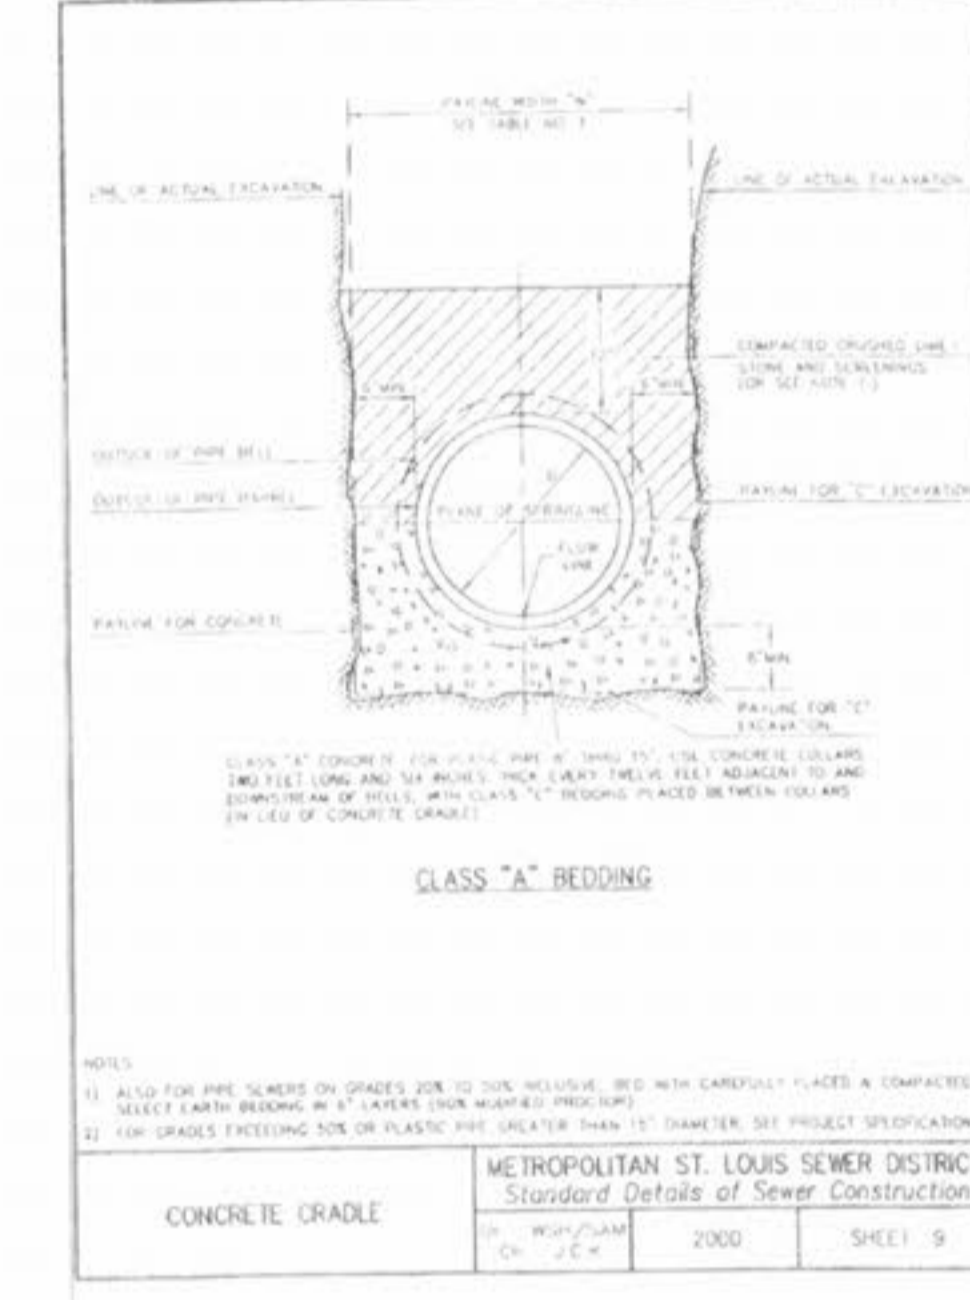 PAYLINE WIDTH "W"
SEE TABLE NO. 1
LINE OF ACTUAL EXCAVATION
LINE OF ACTUAL EXCAVATION
COMPACTED CRUSHED LIME
STONE AND SCREENINGS
(OR SEE NOTE 1)
6" MIN.
6" MIN.
OUTSIDE OF PIPE BELL
OUTSIDE OF PIPE BARREL
PAYLINE FOR "C" EXCAVATION
D
PLANE OF SPRINGLINE
FLOW
LINE
PAYLINE FOR CONCRETE
6" MIN.
PAYLINE FOR "C"
EXCAVATION
CLASS "A" CONCRETE. FOR PLASTIC PIPE 8" THRU 15", USE CONCRETE COLLARS
TWO FEET LONG AND SIX INCHES THICK EVERY TWELVE FEET ADJACENT TO AND
DOWNSTREAM OF BELLS, WITH CLASS "C" BEDDING PLACED BETWEEN COLLARS
(IN LIEU OF CONCRETE CRADLE)
CLASS "A" BEDDING
NOTES
1) ALSO FOR PIPE SEWERS ON GRADES 20% TO 50% INCLUSIVE, BED WITH CAREFULLY PLACED & COMPACTED
SELECT EARTH BEDDING IN 6" LAYERS (90% MODIFIED PROCTOR)
2) FOR GRADES EXCEEDING 50% OR PLASTIC PIPE GREATER THAN 15" DIAMETER, SEE PROJECT SPECIFICATION
CONCRETE CRADLE
METROPOLITAN ST. LOUIS SEWER DISTRIC
Standard Details of Sewer Construction
WSH/SAM
CH JCK
2000
SHEET 9